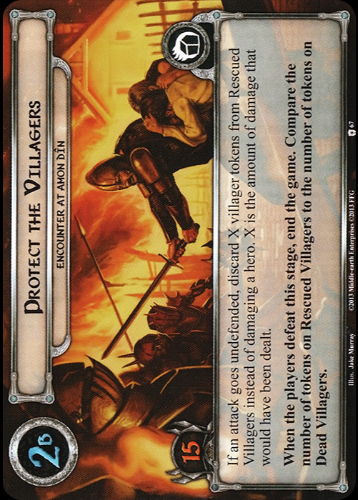 2B
PROTECT THE VILLAGERS
ENCOUNTER AT AMON DÎN
15
If an attack goes undefended, discard X villager tokens from Rescued
Villagers instead of damaging a hero. X is the amount of damage that
would have been dealt.
When the players defeat this stage, end the game. Compare the
number of tokens on Rescued Villagers to the number of tokens on
Dead Villagers.
Illus. Jake Murray ©2013 Middle-earth Enterprises ©2013 FFG 67